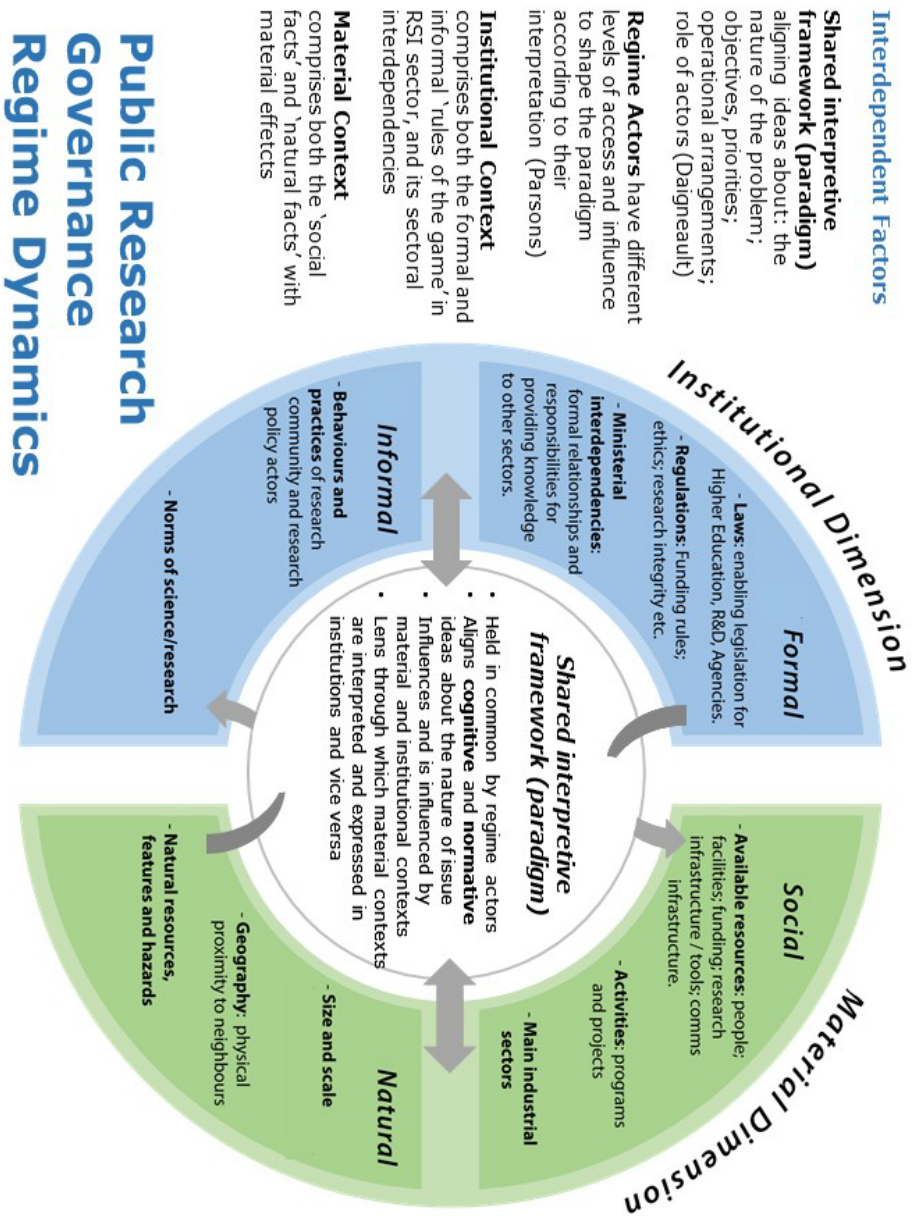 Interdependent Factors
Shared interpretive
framework (paradigm)
aligning ideas about: the
nature of the problem;
objectives, priorities;
operational arrangements;
role of actors (Daigneault)
Regime Actors have different
levels of access and influence
to shape the paradigm
according to their
interpretation (Parsons)
Institutional Context
comprises both the formal and
informal ‘rules of the game’ in
RSI sector, and its sectoral
interdependencies
Material Context
comprises both the ‘social
facts’ and ‘natural facts’ with
material effetcts
Public Research
Governance
Regime Dynamics
Institutional Dimension
Formal
- Laws: enabling legislation for
Higher Education, R&D, Agencies.
- Regulations: Funding rules;
ethics; research integrity etc.
- Ministerial
interdependencies:
formal relationships and
responsibilities for
providing knowledge
to other sectors.
Informal
- Behaviours and
practices of research
community and research
policy actors
- Norms of science/research
Shared interpretive
framework (paradigm)
• Held in common by regime actors
• Aligns cognitive and normative
ideas about the nature of issue
• Influences and is influenced by
material and institutional contexts
• Lens through which material contexts
are interpreted and expressed in
institutions and vice versa
Material Dimension
Social
- Available resources: people;
facilities; funding; research
infrastructure / tools; comms
infrastructure.
- Activities: programs
and projects
- Main industrial
sectors
Natural
- Size and scale
- Geography: physical
proximity to neighbours
- Natural resources,
features and hazards